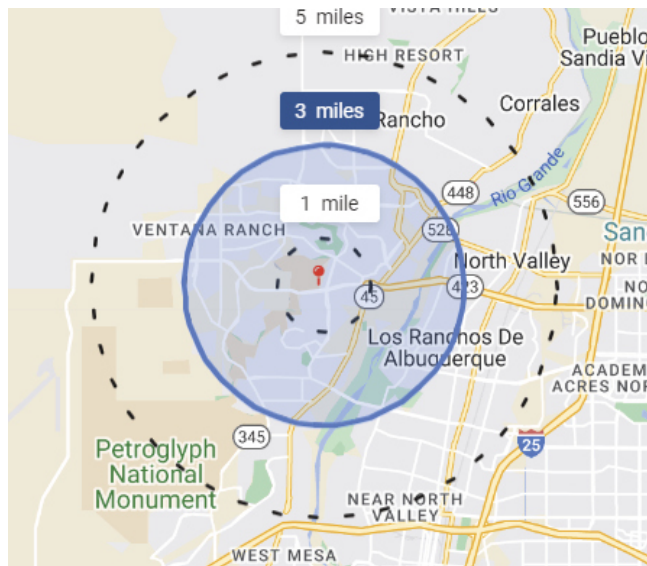 VISTA HILLS
5 miles
Pueblo
Sandia
HIGH RESORT
3 miles
Rancho
Corrales
Rio Grande
1 mile
448
556
VENTANA RANCH
528
San
North Valley
NOR
NO
DOMING
45
423
Los Ranchos De
Albuquerque
ACADEM
ACRES NOR
345
25
Petroglyph
National
Monument
NEAR NORTH
VALLEY
WEST MESA